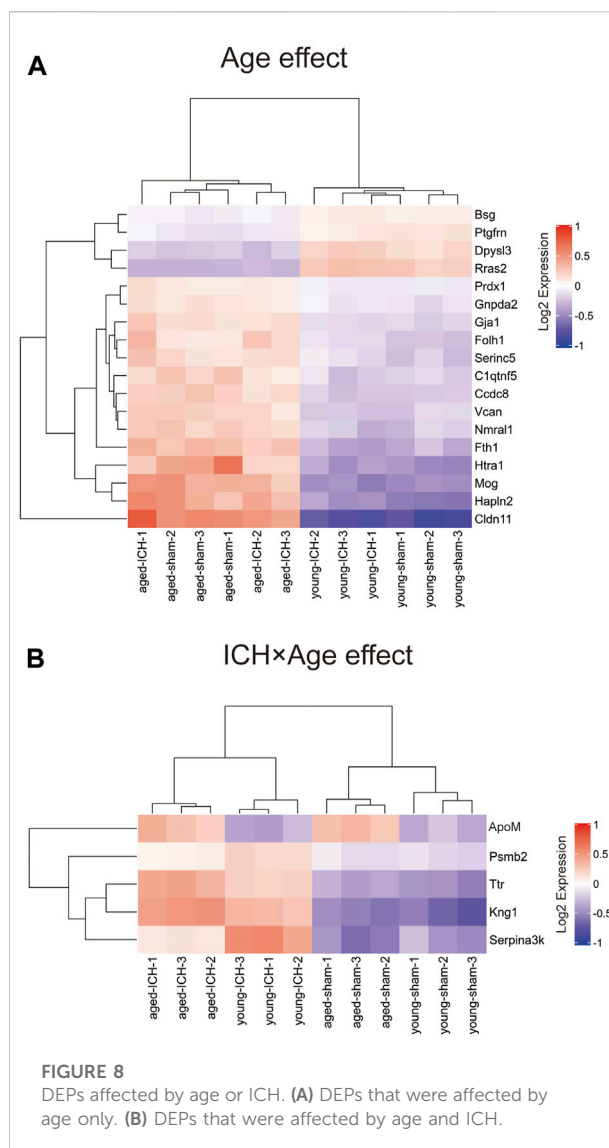 A
Age effect
Bsg
Ptgfrn
Dpysl3
Rras2
Prdx1
Gnpda2
Gja1
Folh1
Serinc5
C1qtnf5
Ccdc8
Vcan
Nmral1
Fth1
Htra1
Mog
Hapln2
Cldn11
Log2 Expression
1
0.5
0
-0.5
-1
aged-ICH-1
aged-sham-2
aged-sham-3
aged-sham-1
aged-ICH-2
aged-ICH-3
young-ICH-2
young-ICH-3
young-ICH-1
young-sham-1
young-sham-2
young-sham-3
B
ICH×Age effect
ApoM
Psmb2
Ttr
Kng1
Serpina3k
Log2 Expression
1
0.5
0
-0.5
-1
aged-ICH-1
aged-ICH-3
aged-ICH-2
young-ICH-3
young-ICH-1
young-ICH-2
aged-sham-1
aged-sham-3
aged-sham-2
young-sham-1
young-sham-2
young-sham-3
FIGURE 8
DEPs affected by age or ICH. (A) DEPs that were affected by
age only. (B) DEPs that were affected by age and ICH.